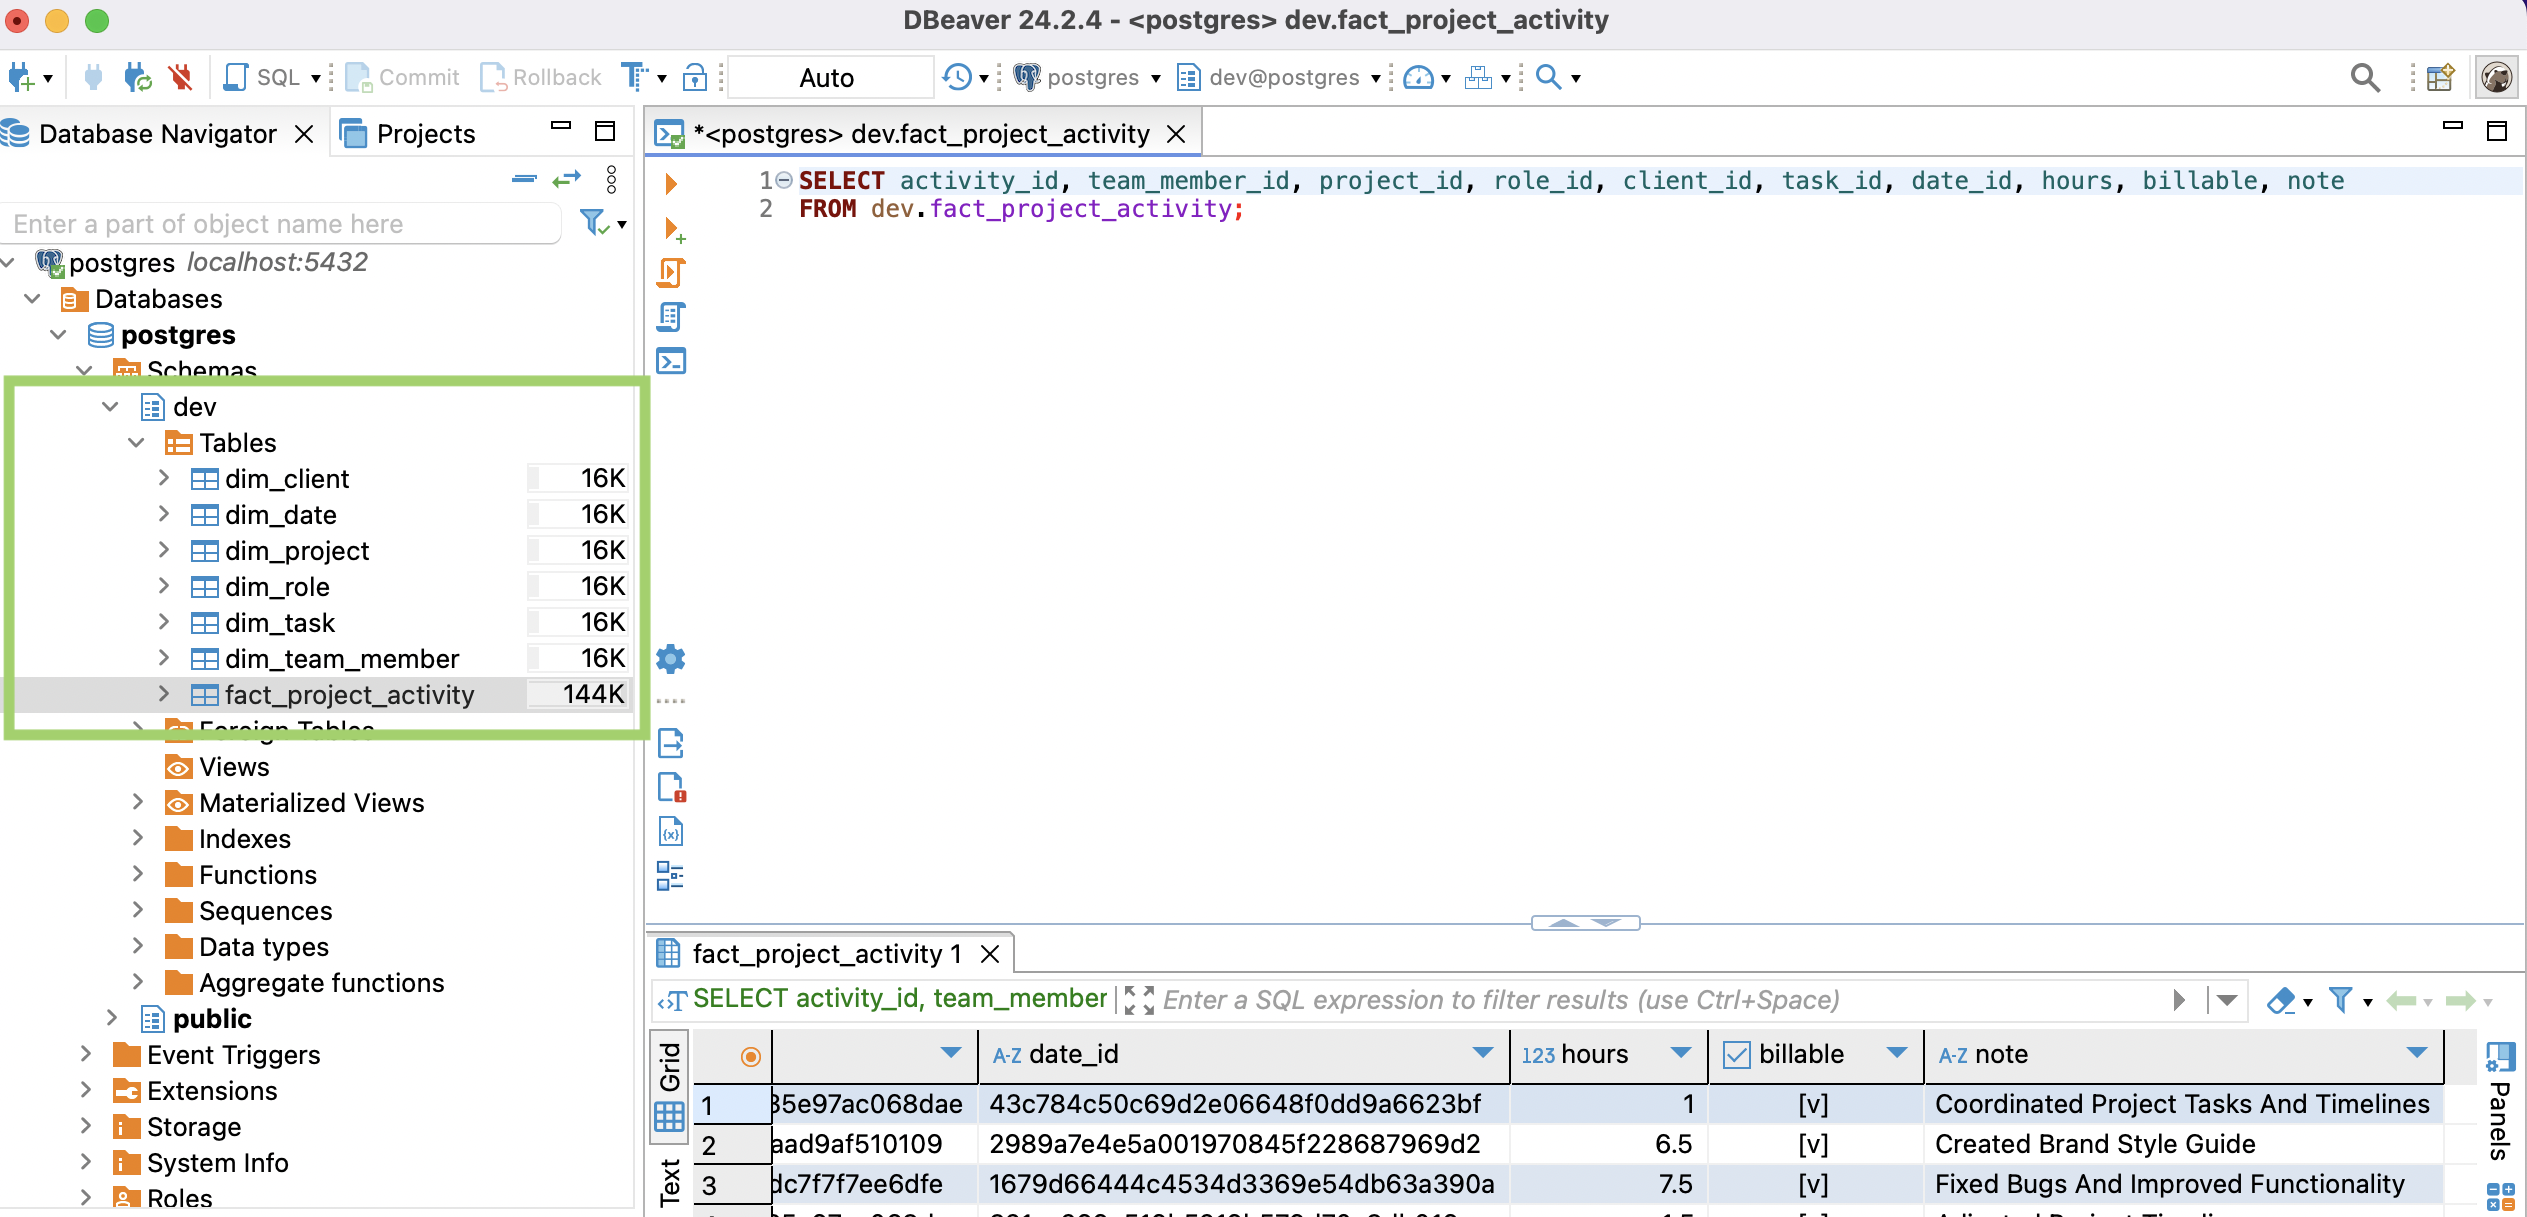 DBeaver 24.2.4 - <postgres> dev.fact_project_activity
SQL Commit Rollback Auto postgres dev@postgres
Database Navigator Projects
*<postgres> dev.fact_project_activity
Enter a part of object name here
postgres localhost:5432
Databases
postgres
Schemas
dev
Tables
dim_client 16K
dim_date 16K
dim_project 16K
dim_role 16K
dim_task 16K
dim_team_member 16K
fact_project_activity 144K
Foreign Tables
Views
Materialized Views
Indexes
Functions
Sequences
Data types
Aggregate functions
public
Event Triggers
Extensions
Storage
System Info
Roles
1 SELECT activity_id, team_member_id, project_id, role_id, client_id, task_id, date_id, hours, billable, note
2 FROM dev.fact_project_activity;
fact_project_activity 1
SELECT activity_id, team_member Enter a SQL expression to filter results (use Ctrl+Space)
Grid
Text
A-Z date_id 123 hours billable A-Z note
1 35e97ac068dae 43c784c50c69d2e06648f0dd9a6623bf 1 [v] Coordinated Project Tasks And Timelines
2 aad9af510109 2989a7e4e5a001970845f228687969d2 6.5 [v] Created Brand Style Guide
3 dc7f7f7ee6dfe 1679d66444c4534d3369e54db63a390a 7.5 [v] Fixed Bugs And Improved Functionality
Panels